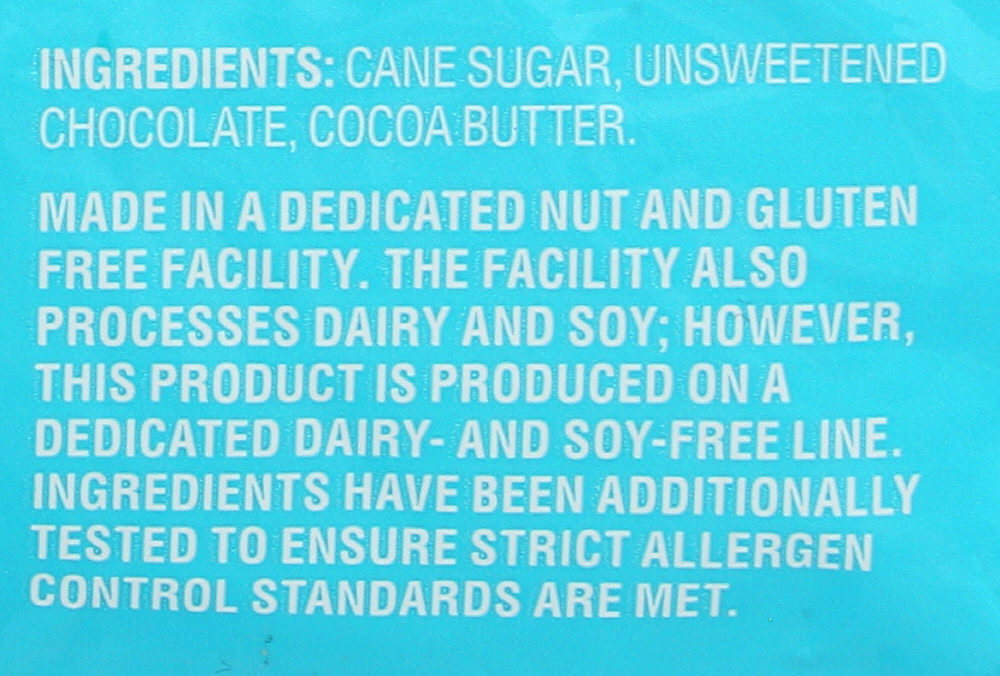 INGREDIENTS: CANE SUGAR, UNSWEETENED
CHOCOLATE, COCOA BUTTER.
MADE IN A DEDICATED NUT AND GLUTEN
FREE FACILITY. THE FACILITY ALSO
PROCESSES DAIRY AND SOY; HOWEVER,
THIS PRODUCT IS PRODUCED ON A
DEDICATED DAIRY- AND SOY-FREE LINE.
INGREDIENTS HAVE BEEN ADDITIONALLY
TESTED TO ENSURE STRICT ALLERGEN
CONTROL STANDARDS ARE MET.